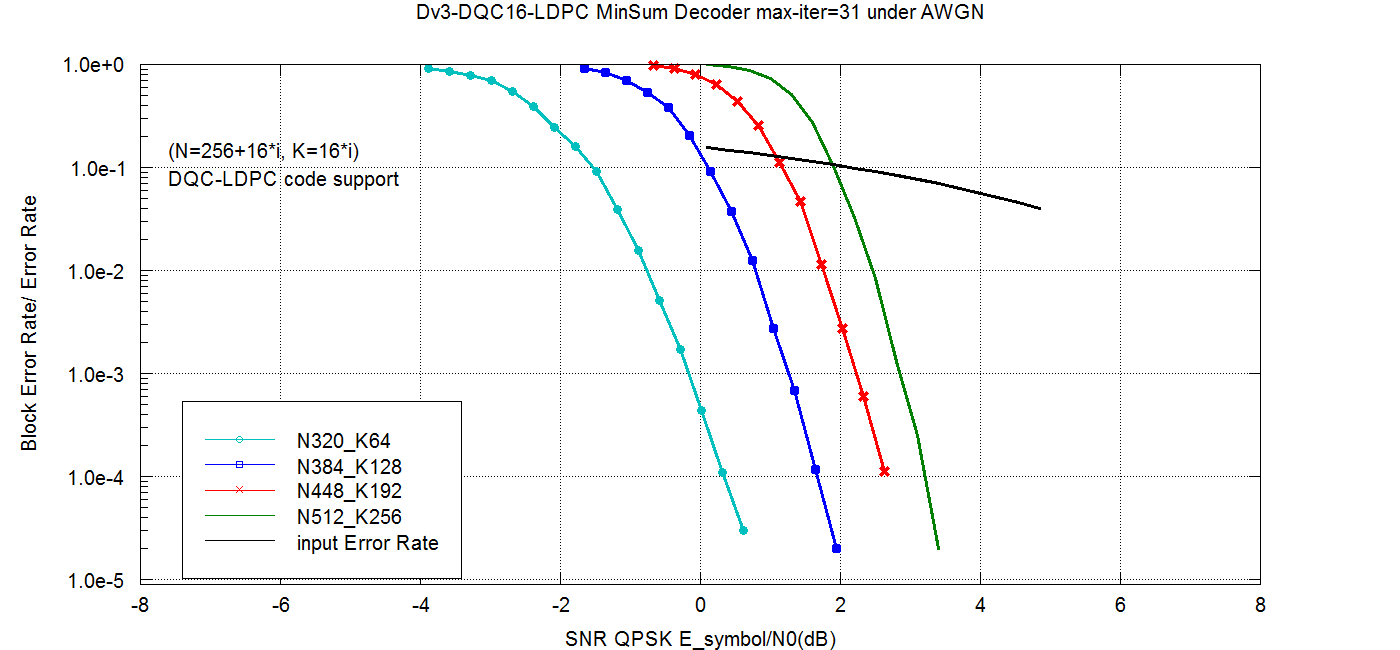 Dv3-DQC16-LDPC MinSum Decoder max-iter=31 under AWGN
1.0e+0
(N=256+16*i, K=16*i)
1.0e-1
DQC-LDPC code support
Block Error Rate/ Error Rate
1.0e-2
1.0e-3
N320_K64
N384_K128
1.0e-4
N448_K192
N512_K256
input Error Rate
1.0e-5
-8 -6 -4 -2 0 2 4 6 8
SNR QPSK E_symbol/N0(dB)